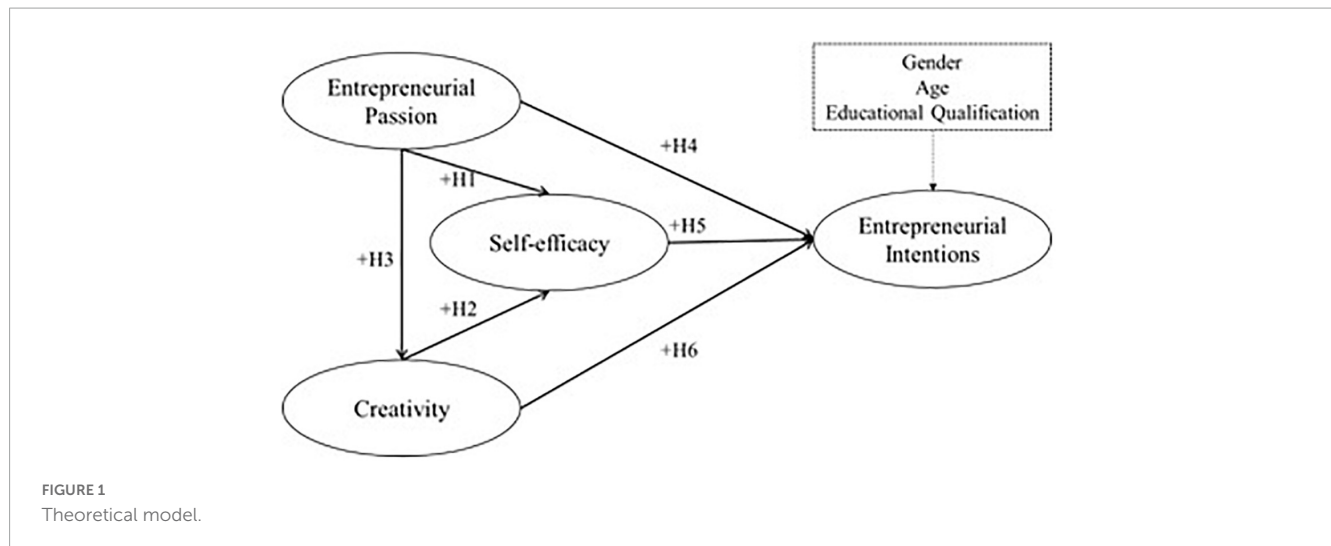 Entrepreneurial
Passion
Gender
Age
Educational Qualification
+H4
+H1
+H5
Self-efficacy
Entrepreneurial
Intentions
+H3
+H2
+H6
Creativity
FIGURE 1
Theoretical model.